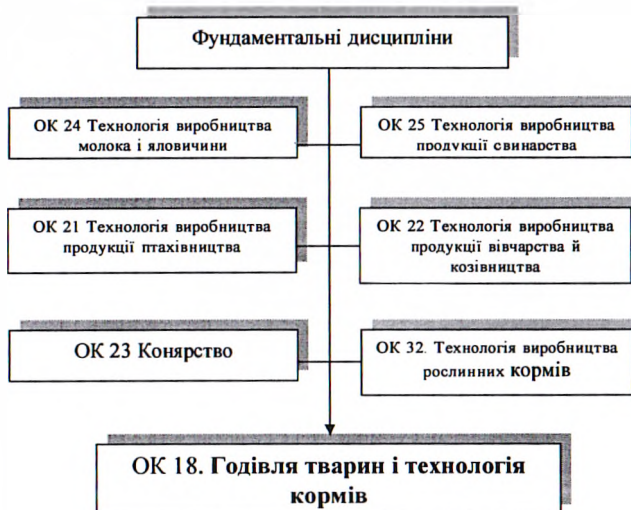 Фундаментальні дисципліни
ОК 24 Технологія виробництва
молока і яловичини
ОК 25 Технологія виробництва
продукції свинарства
ОК 21 Технологія виробництва
продукції птахівництва
ОК 22 Технологія виробництва
продукції вівчарства й
козівництва
ОК 23 Конярство
ОК 32. Технологія виробництва
рослинних кормів
ОК 18. Годівля тварин і технологія
кормів